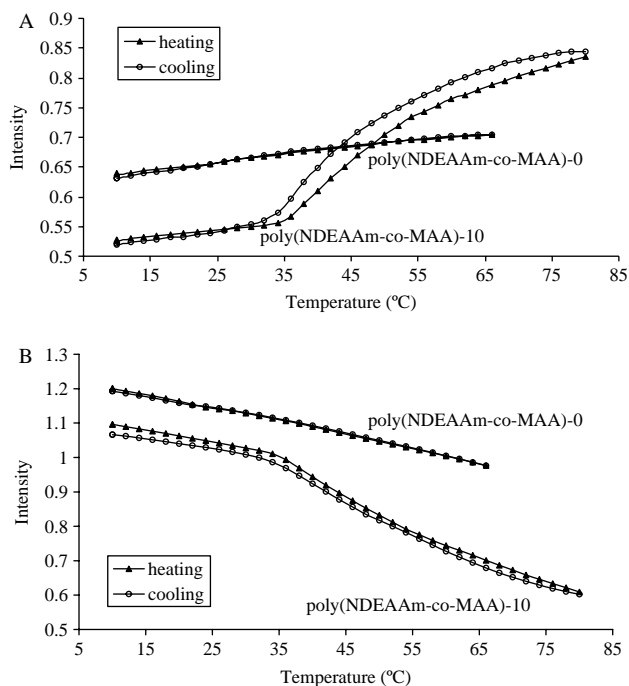 A
heating
cooling
Intensity
0.9
0.85
0.8
0.75
0.7
0.65
0.6
0.55
0.5
poly(NDEAAm-co-MAA)-0
poly(NDEAAm-co-MAA)-10
5 15 25 35 45 55 65 75 85
Temperature (ºC)
B
Intensity
1.3
1.2
1.1
1
0.9
0.8
0.7
0.6
0.5
poly(NDEAAm-co-MAA)-0
heating
cooling
poly(NDEAAm-co-MAA)-10
5 15 25 35 45 55 65 75 85
Temperature (ºC)